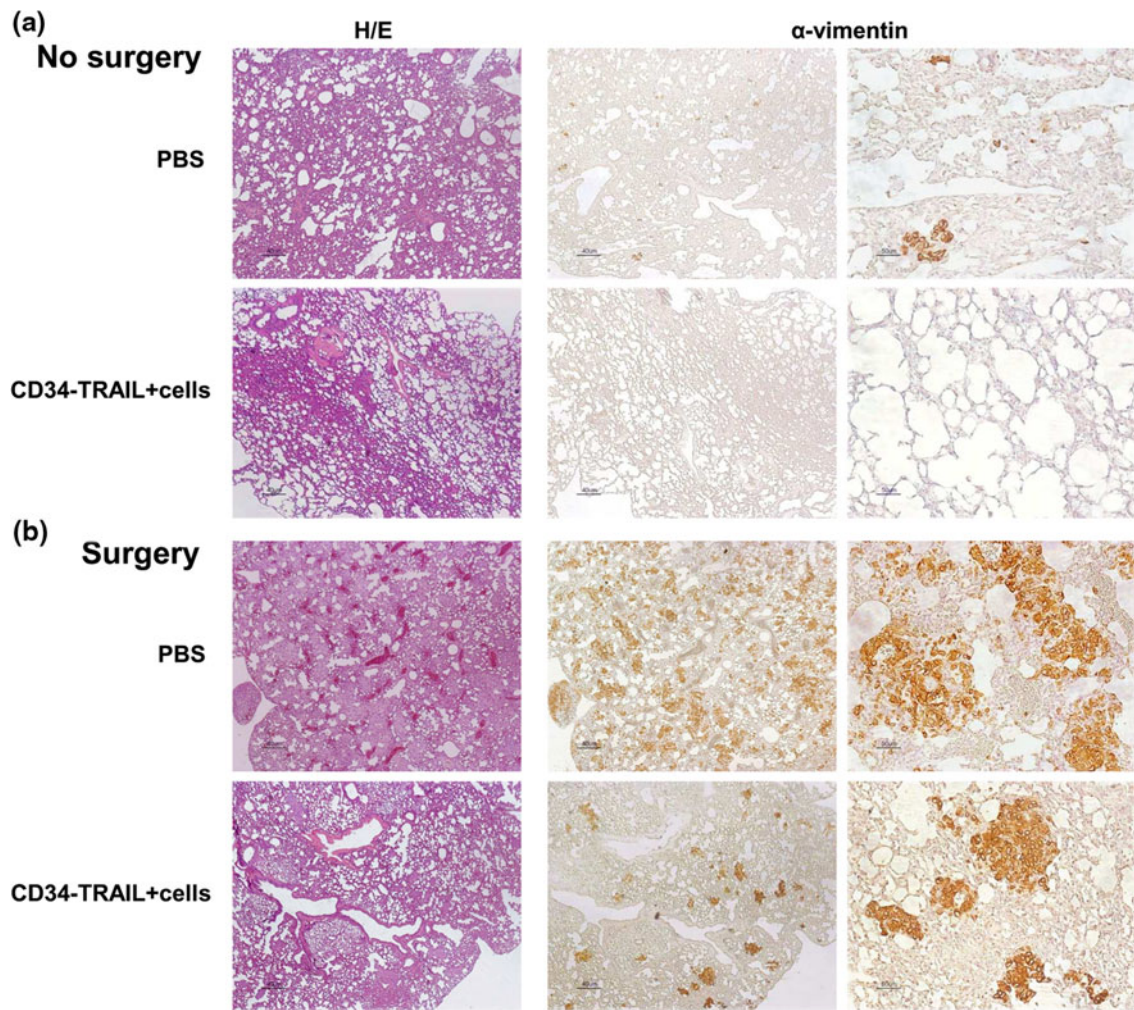 (a)
H/E
α-vimentin
No surgery
PBS
CD34-TRAIL+cells
(b)
Surgery
PBS
CD34-TRAIL+cells